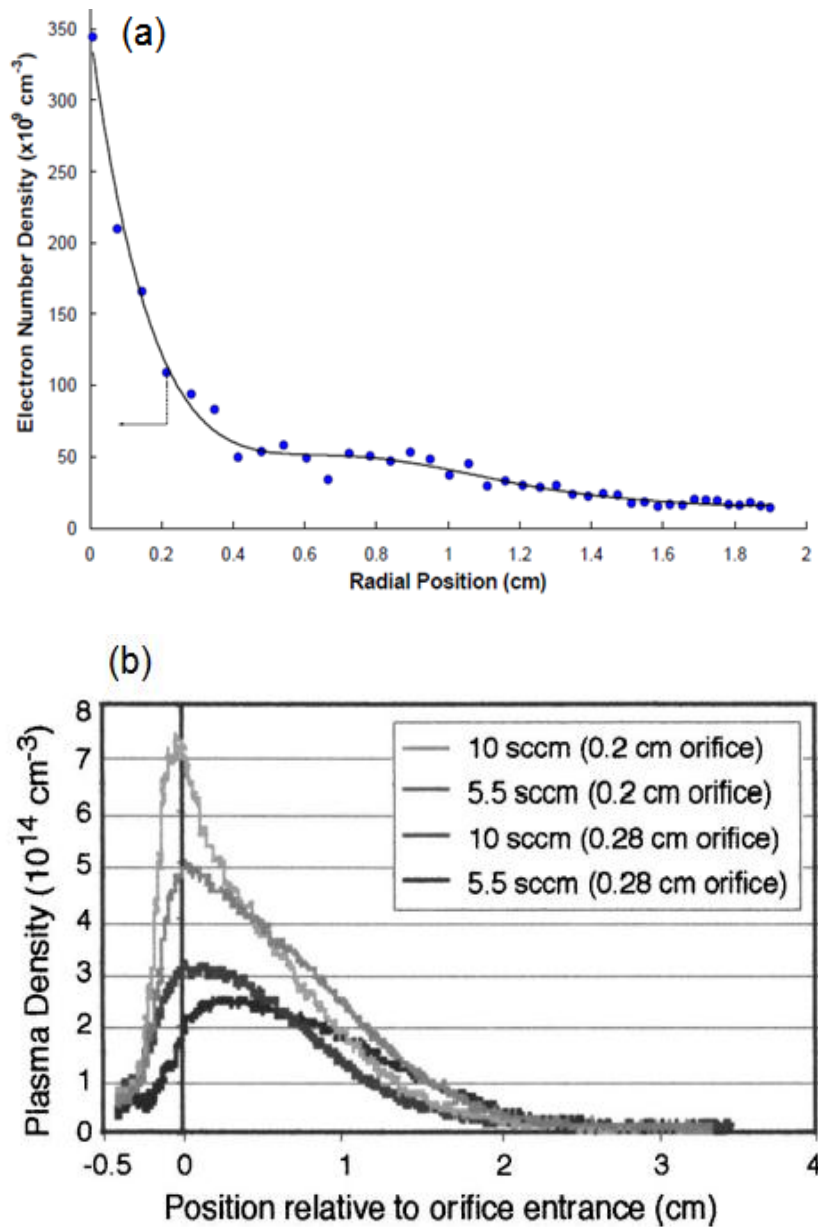 (a)
Electron Number Density (x10⁹ cm⁻³)
350
300
250
200
150
100
50
0
0 0.2 0.4 0.6 0.8 1 1.2 1.4 1.6 1.8 2
Radial Position (cm)
(b)
Plasma Density (10¹⁴ cm⁻³)
8
7
6
5
4
3
2
1
0
10 sccm (0.2 cm orifice)
5.5 sccm (0.2 cm orifice)
10 sccm (0.28 cm orifice)
5.5 sccm (0.28 cm orifice)
-0.5 0 1 2 3 4
Position relative to orifice entrance (cm)